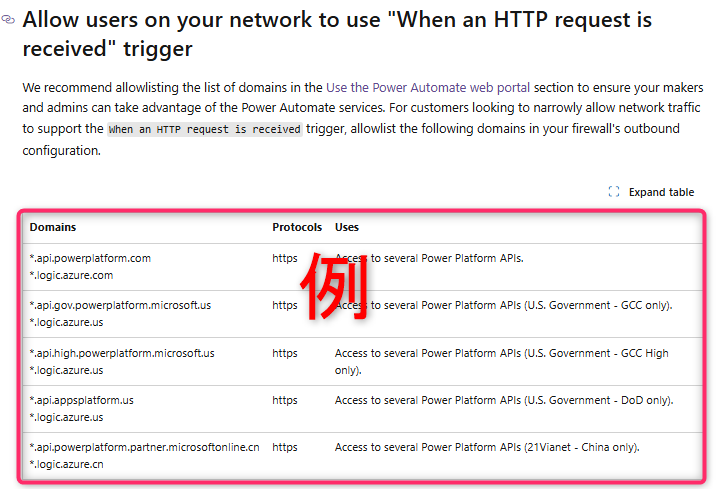 Allow users on your network to use "When an HTTP request is
received" trigger
We recommend allowlisting the list of domains in the Use the Power Automate web portal section to ensure your makers
and admins can take advantage of the Power Automate services. For customers looking to narrowly allow network traffic
to support the When an HTTP request is received trigger, allowlist the following domains in your firewall's outbound
configuration.
Expand table
Domains Protocols Uses
*.api.powerplatform.com https Access to several Power Platform APIs.
*.logic.azure.com
例
*.api.gov.powerplatform.microsoft.us https Access to several Power Platform APIs (U.S. Government - GCC only).
*.logic.azure.us
*.api.high.powerplatform.microsoft.us https Access to several Power Platform APIs (U.S. Government - GCC High
*.logic.azure.us only).
*.api.appsplatform.us https Access to several Power Platform APIs (U.S. Government - DoD only).
*.logic.azure.us
*.api.powerplatform.partner.microsoftonline.cn https Access to several Power Platform APIs (21Vianet - China only).
*.logic.azure.cn